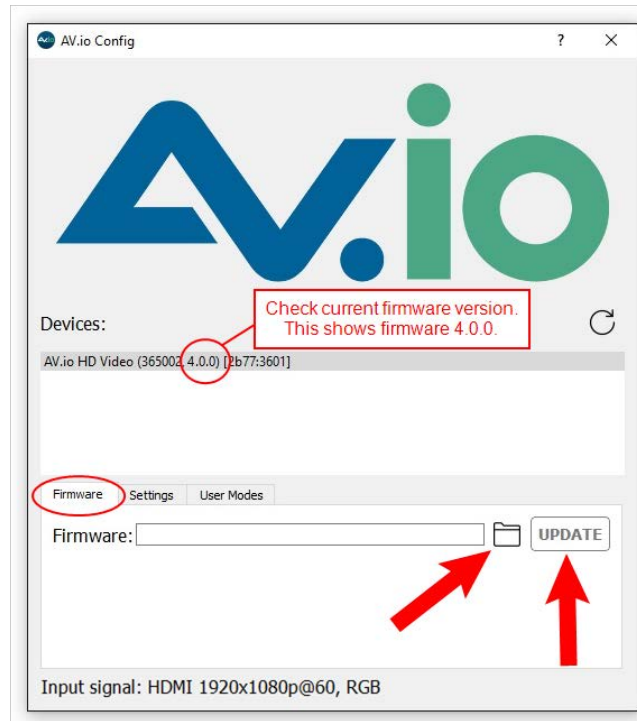 AV.io Config
AV.io
Check current firmware version.
This shows firmware 4.0.0.
Devices:
AV.io HD Video (365002, 4.0.0) [2b77:3601]
Firmware Settings User Modes
Firmware: UPDATE
Input signal: HDMI 1920x1080p@60, RGB